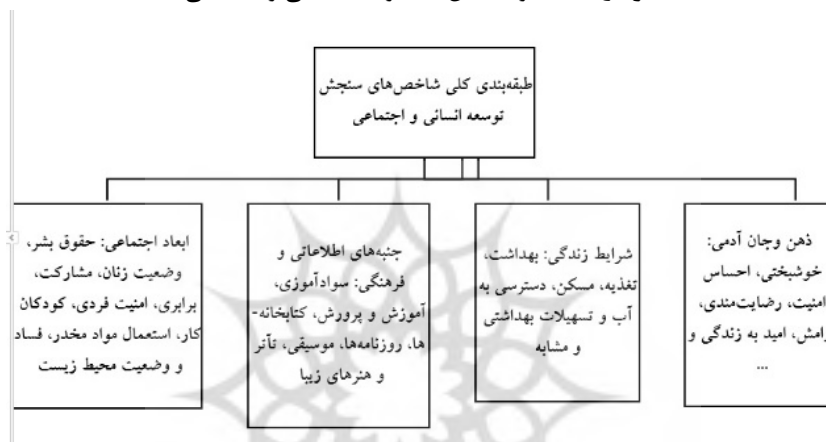 طبقه‌بندی کلی شاخص‌های سنجش
توسعه انسانی و اجتماعی
ذهن وجان آدمی:
خوشبختی، احساس
امنیت، رضایت‌مندی،
امید به زندگی و
...
شرایط زندگی: بهداشت،
تغذیه، مسکن، دسترسی به
آب و تسهیلات بهداشتی
و مشابه
جنبه‌های اطلاعاتی و
فرهنگی: سوادآموزی،
آموزش و پرورش، کتابخانه-
ها، روزنامه‌ها، موسیقی، تآتر
و هنرهای زیبا
ابعاد اجتماعی: حقوق بشر،
وضعیت زنان، مشارکت،
برابری، امنیت فردی، کودکان
کار، استعمال مواد مخدر، فساد
و وضعیت محیط زیست